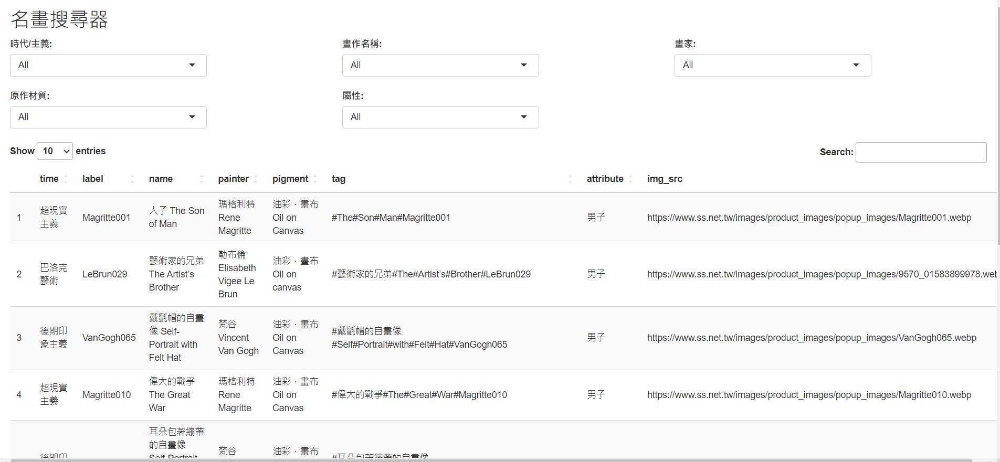 名畫搜尋器
時代/主義:
畫作名稱:
畫家:
All
All
All
原作材質:
屬性:
All
All
Show 10 entries
Search:
time label name painter pigment tag attribute img_src
1
超現實
主義
Magritte001
人子 The Son
of Man
瑪格利特
Rene
Magritte
油彩．畫布
Oil on
Canvas
#The#Son#Man#Magritte001
男子
https://www.ss.net.tw/images/product_images/popup_images/Magritte001.webp
2
巴洛克
藝術
LeBrun029
藝術家的兄弟
The Artist’s
Brother
勒布倫
Elisabeth
Vigee Le
Brun
油彩．畫布
Oil on
canvas
#藝術家的兄弟#The#Artist’s#Brother#LeBrun029
男子
https://www.ss.net.tw/images/product_images/popup_images/9570_01583899978.web
3
後期印
象主義
VanGogh065
戴氈帽的自畫
像 Self-
Portrait with
Felt Hat
梵谷
Vincent
Van Gogh
油彩．畫布
Oil on
Canvas
#戴氈帽的自畫像
#Self#Portrait#with#Felt#Hat#VanGogh065
男子
https://www.ss.net.tw/images/product_images/popup_images/VanGogh065.webp
4
超現實
主義
Magritte010
偉大的戰爭
The Great
War
瑪格利特
Rene
Magritte
油彩．畫布
Oil on
Canvas
#偉大的戰爭#The#Great#War#Magritte010
男子
https://www.ss.net.tw/images/product_images/popup_images/Magritte010.webp
後期印
耳朵包著繃帶
的自畫像
Self-Portrait
梵谷
油彩．畫布
#耳朵包著繃帶的自畫像